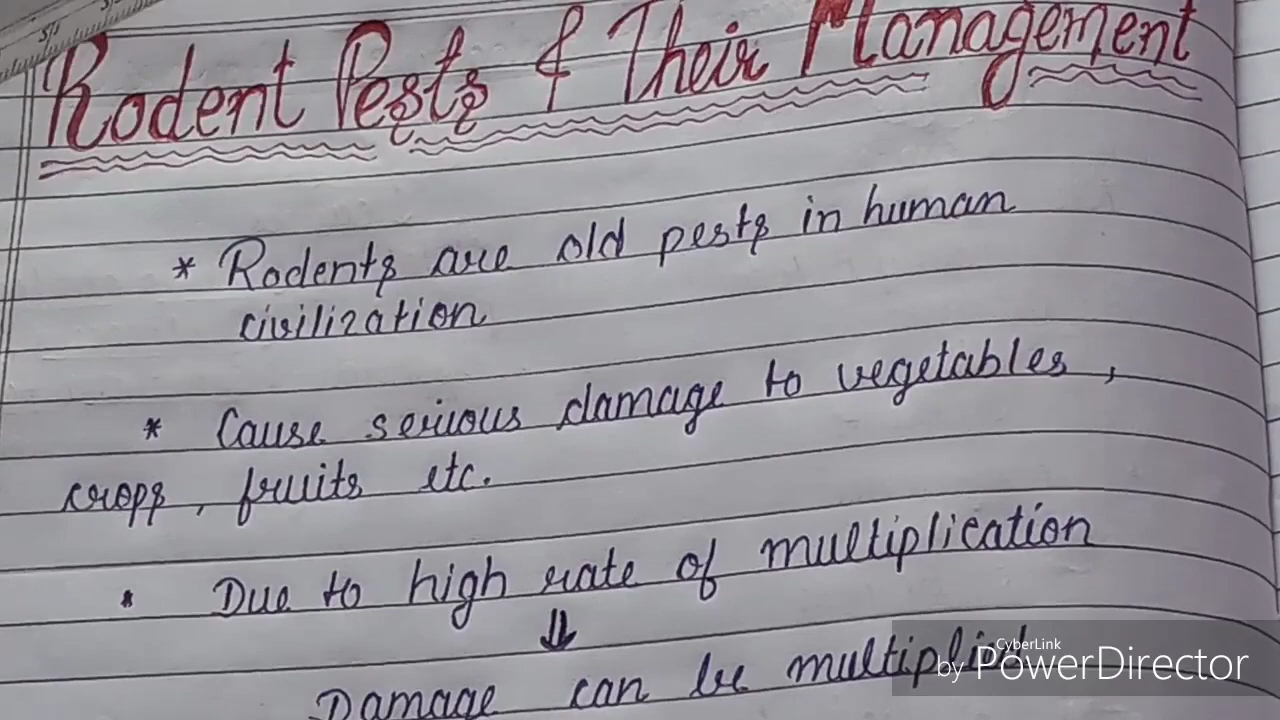 Rodent Pests & Their Management
* Rodents are old pests in human
civilization
* Cause serious damage to vegetables,
crops, fruits etc.
* Due to high rate of multiplication
⇓
Damage can be multiplied
CyberLink
by PowerDirector